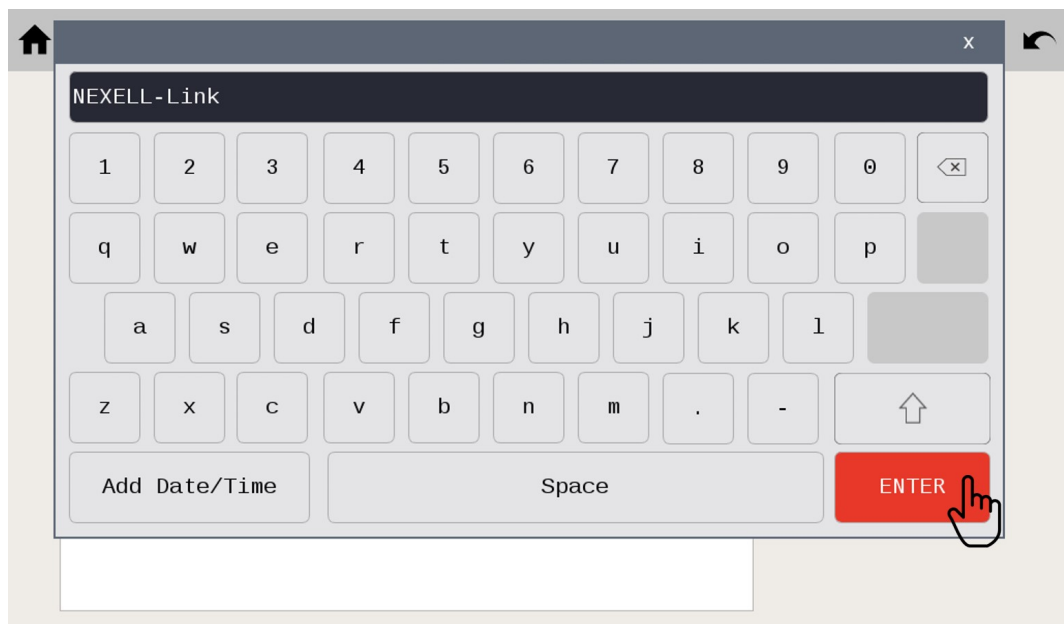 x
NEXELL-Link
1 2 3 4 5 6 7 8 9 0
q w e r t y u i o p
a s d f g h j k l
z x c v b n m . -
Add Date/Time Space ENTER